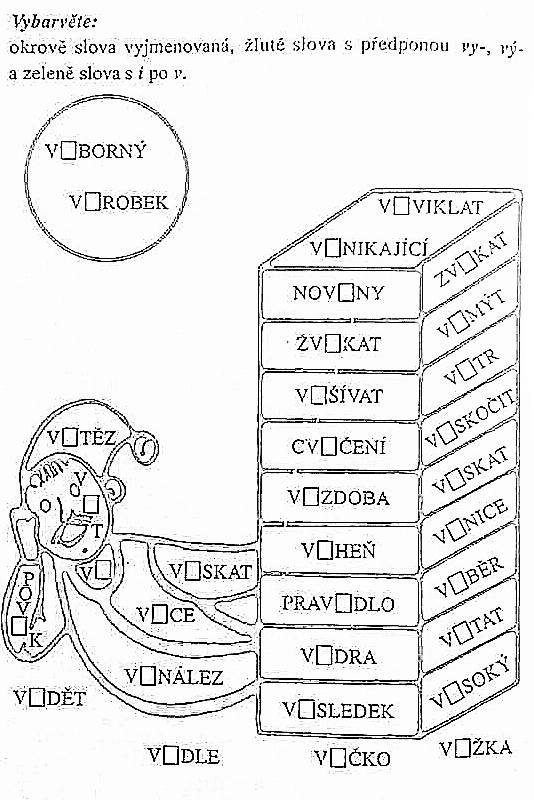 Vybarvěte:
okrově slova vyjmenovaná, žlutě slova s předponou vy-, vý-
a zeleně slova s i po v.
V□BORNÝ
V□ROBEK
V□VIKLAT
V□NIKAJÍCÍ
NOV□NY
ŽV□KAT
V□ŠÍVAT
CV□ČENÍ
V□ZDOBA
V□HEŇ
PRAV□DLO
V□DRA
V□SLEDEK
ZV□KAT
V□MÝT
V□TR
V□SKOČIT
V□SKAT
V□NICE
V□BĚR
V□TAT
V□SOKÝ
V□TĚZ
V□T
V□
V□SKAT
V□CE
V□NÁLEZ
POV□K
V□DĚT
V□DLE
V□ČKO
V□ŽKA